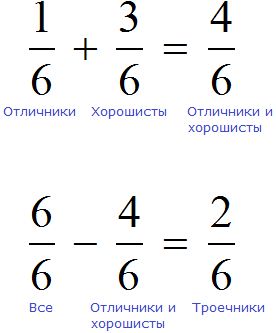 1/6 + 3/6 = 4/6
Отличники Хорошисты Отличники и
хорошисты
6/6 − 4/6 = 2/6
Все Отличники и Троечники
хорошисты